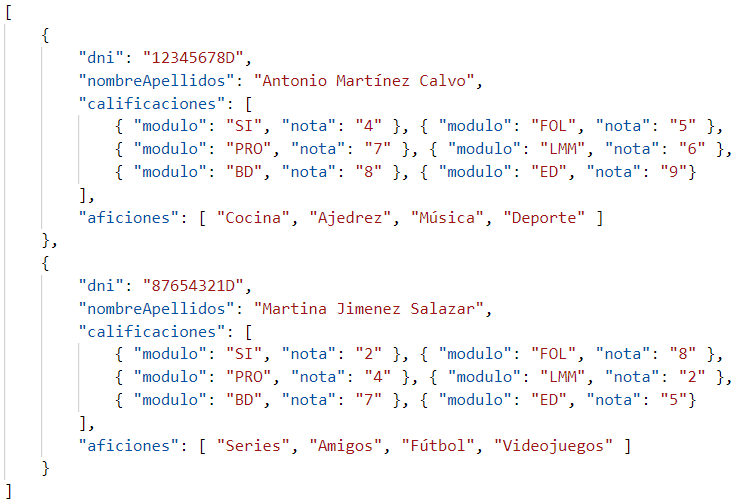 [
    {
        "dni": "12345678D",
        "nombreApellidos": "Antonio Martínez Calvo",
        "calificaciones": [
            { "modulo": "SI", "nota": "4" }, { "modulo": "FOL", "nota": "5" },
            { "modulo": "PRO", "nota": "7" }, { "modulo": "LMM", "nota": "6" },
            { "modulo": "BD", "nota": "8" }, { "modulo": "ED", "nota": "9"}
        ],
        "aficiones": [ "Cocina", "Ajedrez", "Música", "Deporte" ]
    },
    {
        "dni": "87654321D",
        "nombreApellidos": "Martina Jimenez Salazar",
        "calificaciones": [
            { "modulo": "SI", "nota": "2" }, { "modulo": "FOL", "nota": "8" },
            { "modulo": "PRO", "nota": "4" }, { "modulo": "LMM", "nota": "2" },
            { "modulo": "BD", "nota": "7" }, { "modulo": "ED", "nota": "5"}
        ],
        "aficiones": [ "Series", "Amigos", "Fútbol", "Videojuegos" ]
    }
]